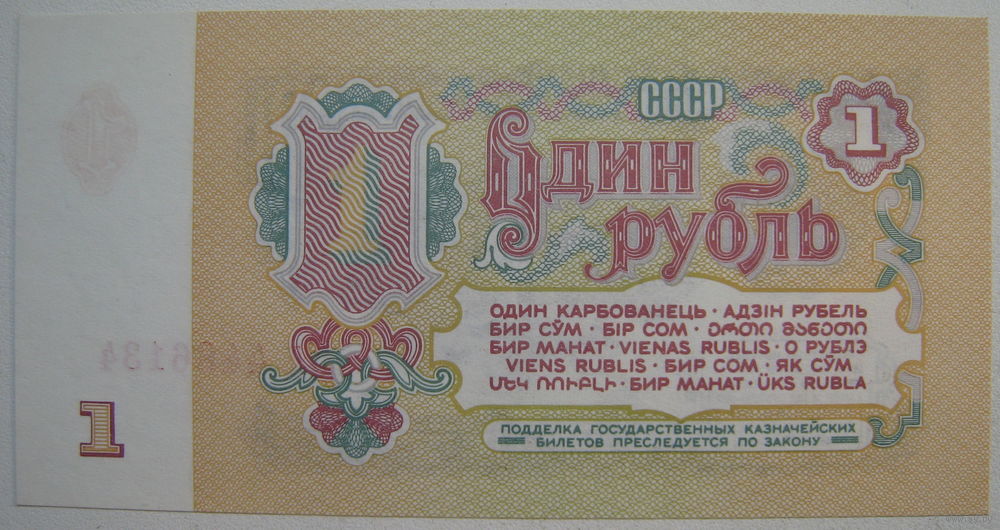 СССР
1
Один
рубль
1
ОДИН КАРБОВАНЕЦЬ · АДЗІН РУБЕЛЬ
БИР СЎМ · БІР СОМ · ᲔᲠᲗᲘ ᲛᲐᲜᲔᲗᲘ
БИР МАНАТ · VIENAS RUBLIS · О РУБЛЭ
VIENS RUBLIS · БИР СОМ · ЯК СЎМ
ՄԵԿ ՌՈՒԲԼԻ · БИР МАНАТ · ÜKS RUBLA
ПОДДЕЛКА ГОСУДАРСТВЕННЫХ КАЗНАЧЕЙСКИХ
БИЛЕТОВ ПРЕСЛЕДУЕТСЯ ПО ЗАКОНУ
1